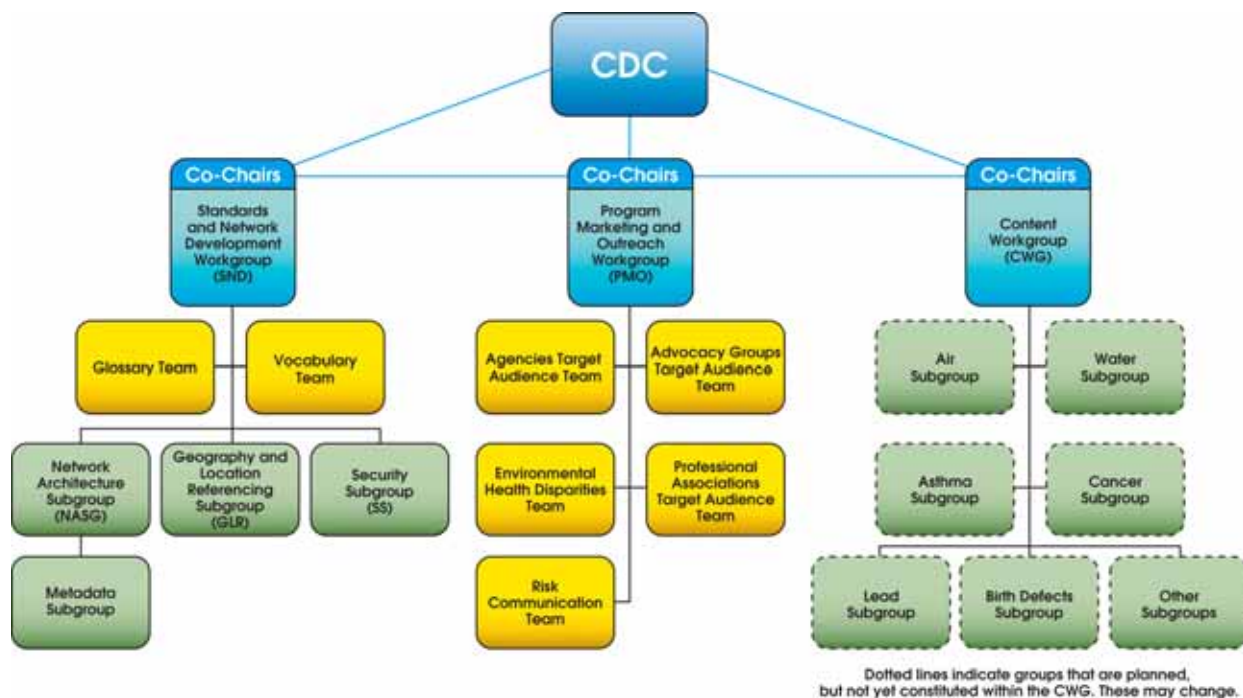 CDC
Co-Chairs
Standards
and Network
Development
Workgroup
(SND)
Co-Chairs
Program
Marketing and
Outreach
Workgroup
(PMO)
Co-Chairs
Content
Workgroup
(CWG)
Glossary Team
Vocabulary
Team
Network
Architecture
Subgroup
(NASG)
Geography and
Location
Referencing
Subgroup
(GLR)
Security
Subgroup
(SS)
Metadata
Subgroup
Agencies Target
Audience Team
Advocacy Groups
Target Audience
Team
Environmental
Health Disparities
Team
Professional
Associations
Target Audience
Team
Risk
Communication
Team
Air
Subgroup
Water
Subgroup
Asthma
Subgroup
Cancer
Subgroup
Lead
Subgroup
Birth Defects
Subgroup
Other
Subgroups
Dotted lines indicate groups that are planned,
but not yet constituted within the CWG. These may change.